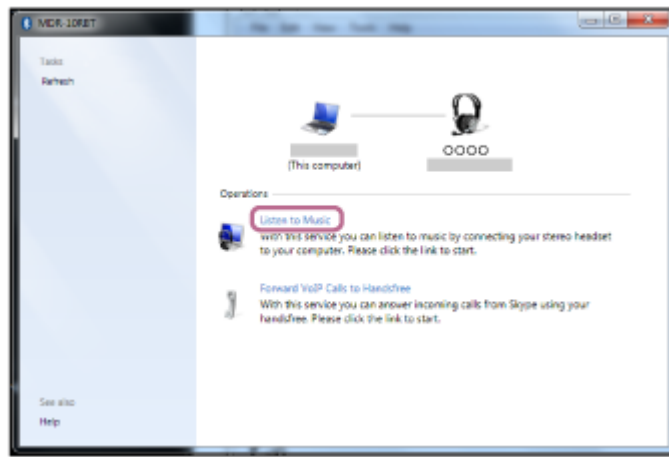 MDR-10RBT
Tasks
Refresh
(This computer)
OOOO
Operations
Listen to Music
With this service you can listen to music by connecting your stereo headset
to your computer. Please click the link to start.
Forward VoIP Calls to Handsfree
With this service you can answer incoming calls from Skype using your
handsfree. Please click the link to start.
See also
Help